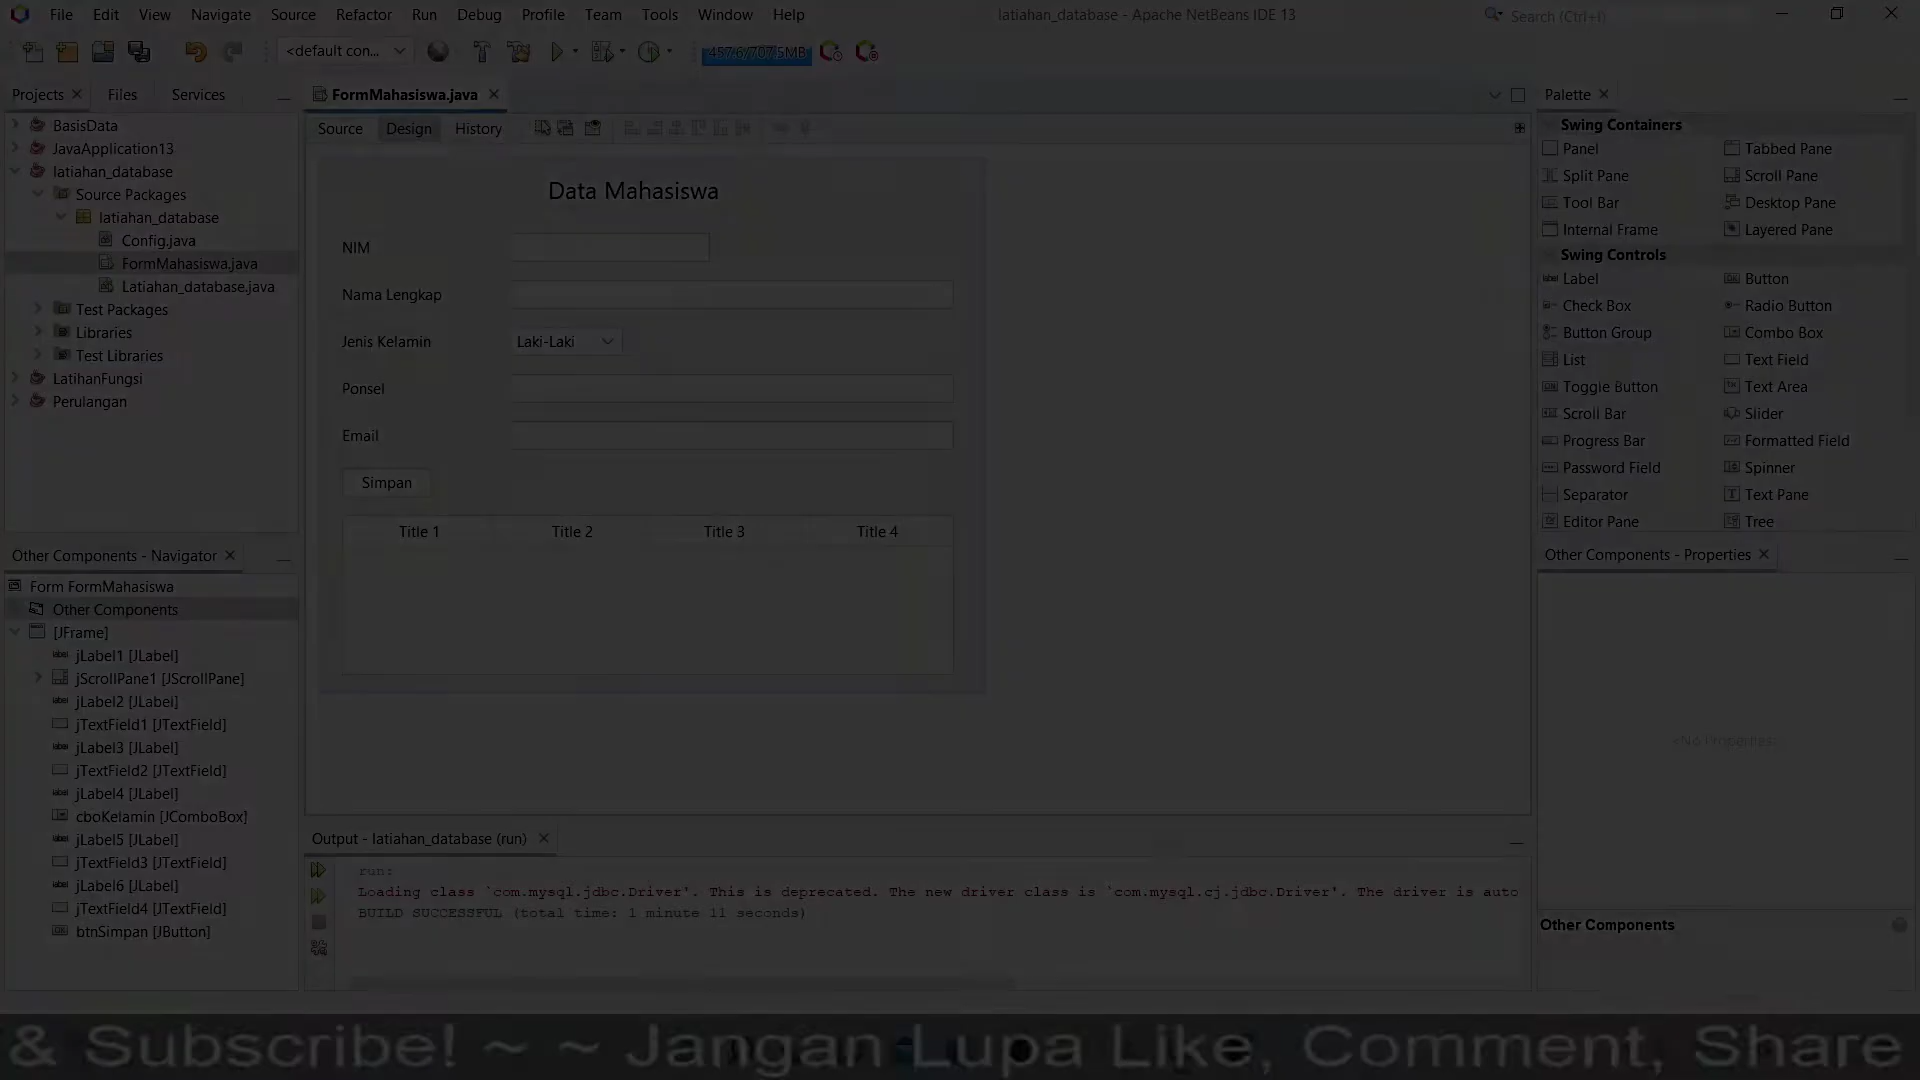 File Edit View Navigate Source Refactor Run Debug Profile Team Tools Window Help
latiahan_database - Apache NetBeans IDE 13
Search (Ctrl+I)
<default con...
457.6/707.5MB
Projects Files Services
BasisData
JavaApplication13
latiahan_database
Source Packages
latiahan_database
Config.java
FormMahasiswa.java
Latiahan_database.java
Test Packages
Libraries
Test Libraries
LatihanFungsi
Perulangan
Other Components - Navigator
Form FormMahasiswa
Other Components
[JFrame]
jLabel1 [JLabel]
jScrollPane1 [JScrollPane]
jLabel2 [JLabel]
jTextField1 [JTextField]
jLabel3 [JLabel]
jTextField2 [JTextField]
jLabel4 [JLabel]
cboKelamin [JComboBox]
jLabel5 [JLabel]
jTextField3 [JTextField]
jLabel6 [JLabel]
jTextField4 [JTextField]
btnSimpan [JButton]
FormMahasiswa.java
Source Design History
Data Mahasiswa
NIM
Nama Lengkap
Jenis Kelamin Laki-Laki
Ponsel
Email
Simpan
Title 1 Title 2 Title 3 Title 4
Output - latiahan_database (run)
run:
Loading class `com.mysql.jdbc.Driver'. This is deprecated. The new driver class is `com.mysql.cj.jdbc.Driver'. The driver is auto
BUILD SUCCESSFUL (total time: 1 minute 11 seconds)
Palette
Swing Containers
Panel Tabbed Pane
Split Pane Scroll Pane
Tool Bar Desktop Pane
Internal Frame Layered Pane
Swing Controls
Label Button
Check Box Radio Button
Button Group Combo Box
List Text Field
Toggle Button Text Area
Scroll Bar Slider
Progress Bar Formatted Field
Password Field Spinner
Separator Text Pane
Editor Pane Tree
Other Components - Properties
<No Properties>
Other Components
& Subscribe! ~ ~ Jangan Lupa Like, Comment, Share